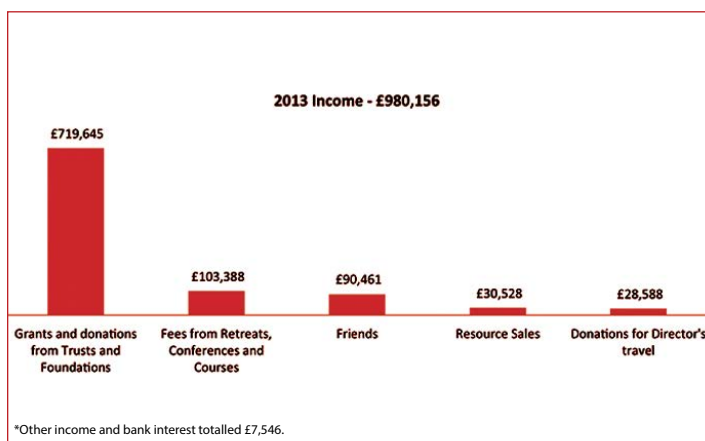 2013 Income - £980,156
£719,645
£103,388
£90,461
£30,528
£28,588
Grants and donations
from Trusts and
Foundations
Fees from Retreats,
Conferences and
Courses
Friends
Resource Sales
Donations for Director's
travel
*Other income and bank interest totalled £7,546.